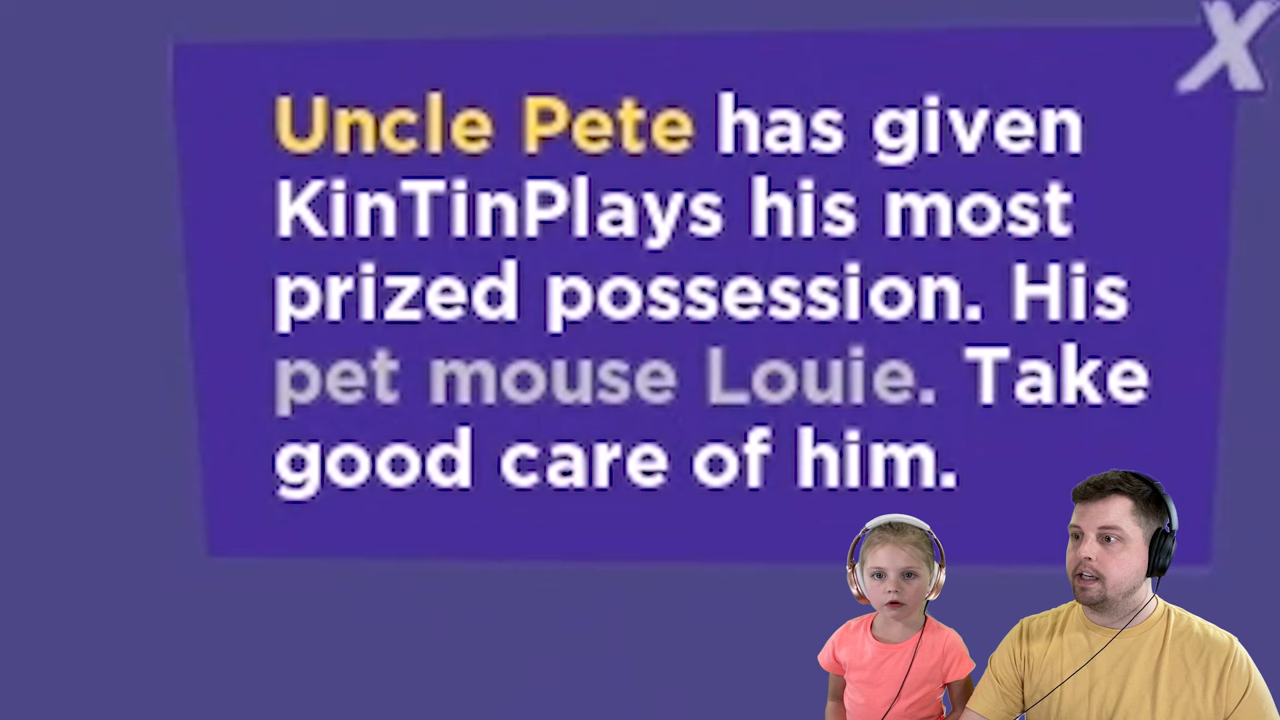 X
Uncle Pete has given
KinTinPlays his most
prized possession. His
pet mouse Louie. Take
good care of him.